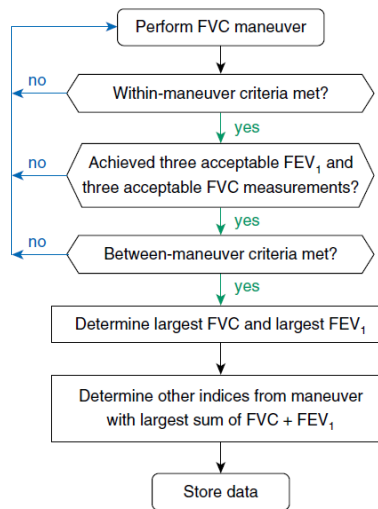 Perform FVC maneuver
no
Within-maneuver criteria met?
yes
no
Achieved three acceptable FEV₁ and
three acceptable FVC measurements?
yes
no
Between-maneuver criteria met?
yes
Determine largest FVC and largest FEV₁
Determine other indices from maneuver
with largest sum of FVC + FEV₁
Store data